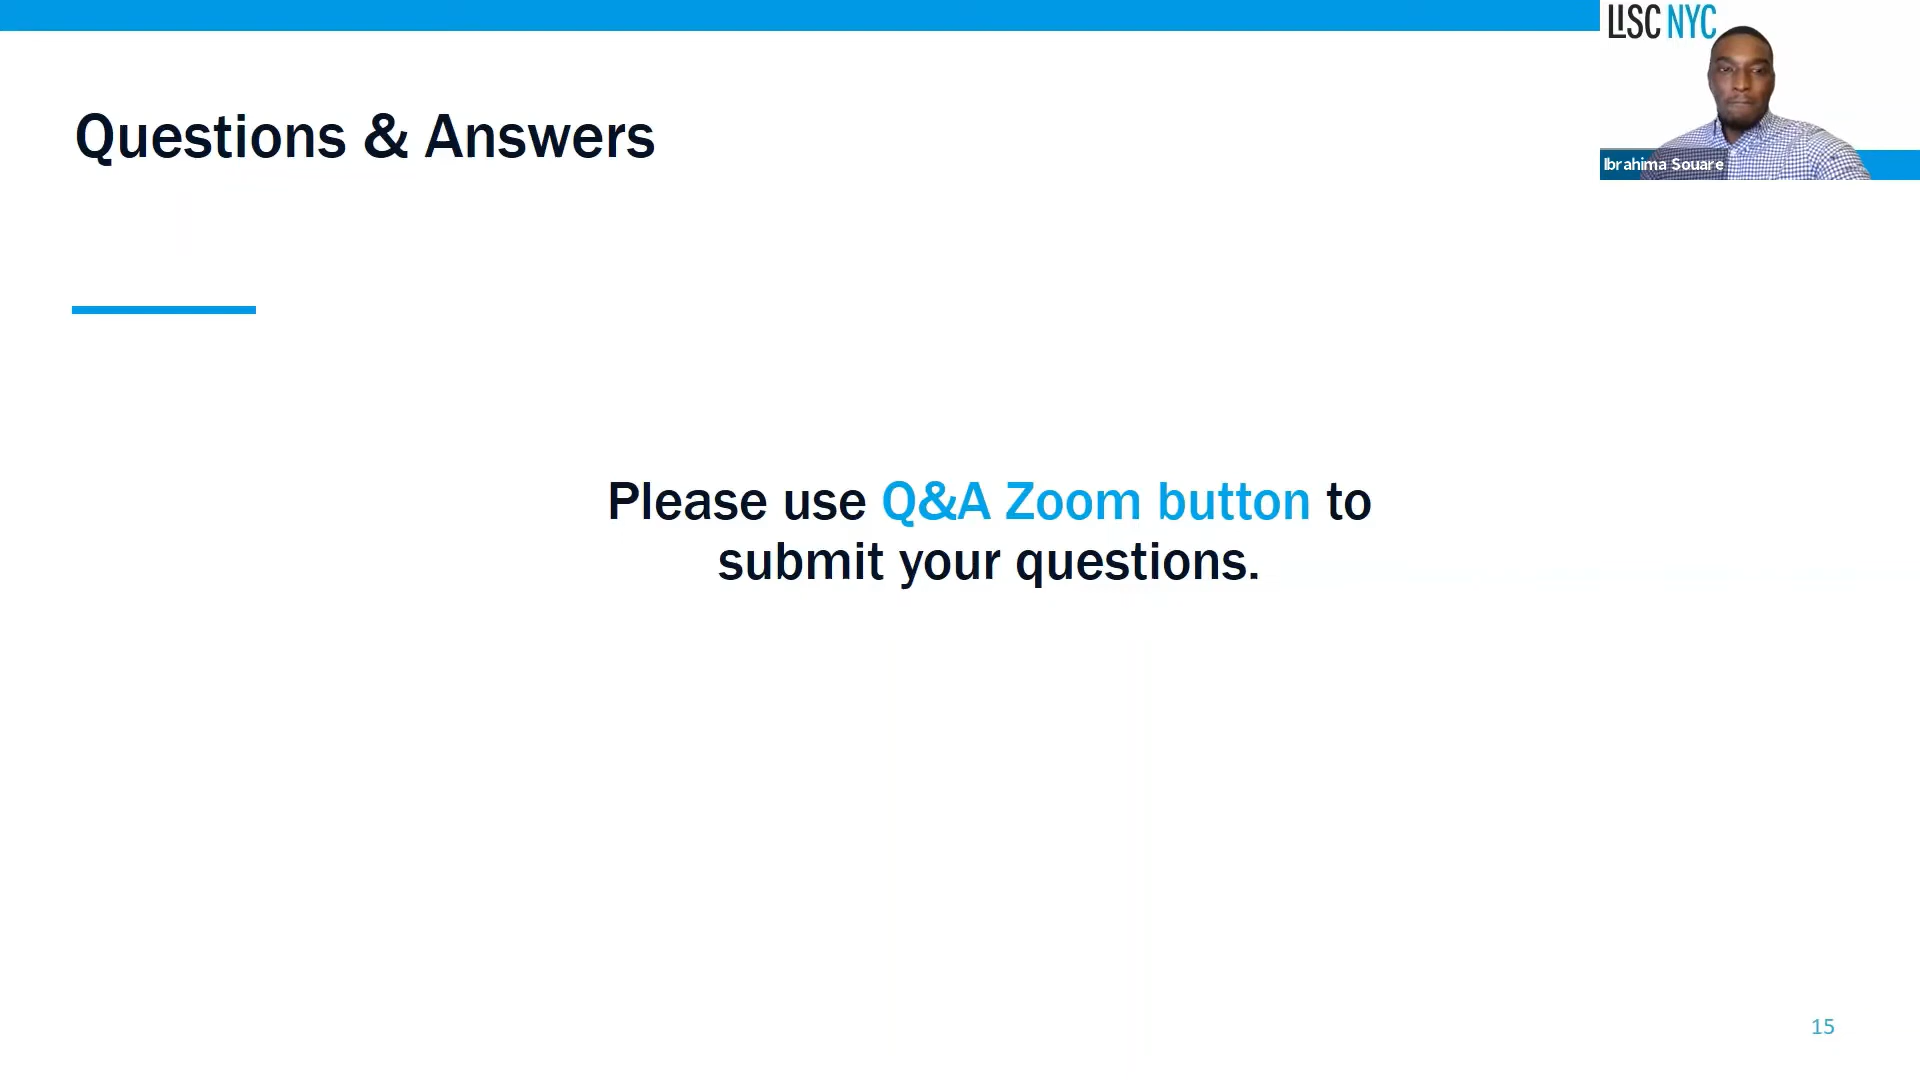 LISC NYC
Ibrahima Souare
Questions & Answers
Please use Q&A Zoom button to
submit your questions.
15